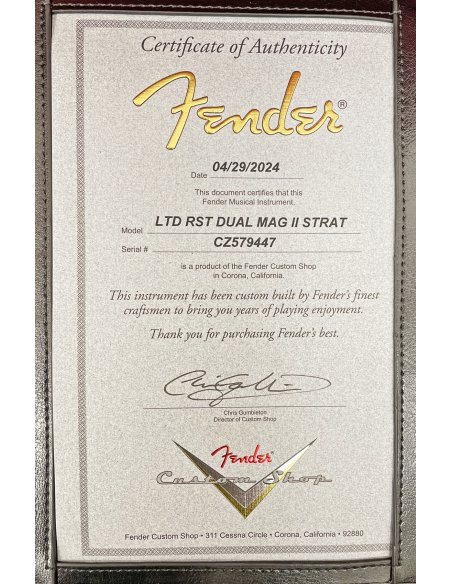 Certificate of Authenticity
Fender®
Date 04/29/2024
This document certifies that this
Fender Musical Instrument.
Model LTD RST DUAL MAG II STRAT
Serial # CZ579447
is a product of the Fender Custom Shop
in Corona, California.
This instrument has been custom built by Fender's finest
craftsmen to bring you years of playing enjoyment.
Thank you for purchasing Fender's best.
Chris Gumbleton
Director of Custom Shop
Fender
Custom Shop
Fender Custom Shop • 311 Cessna Circle • Corona, California • 92880